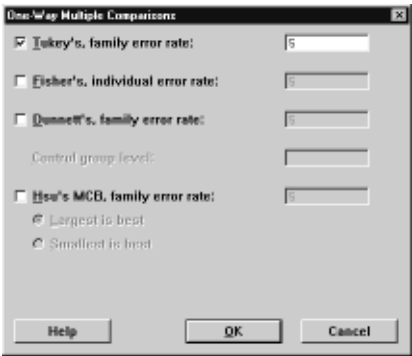 One-Way Multiple Comparisons
Tukey's, family error rate: 5
Fisher's, individual error rate: 5
Dunnett's, family error rate: 5
Control group level:
Hsu's MCB, family error rate: 5
Largest is best
Smallest is best
Help OK Cancel